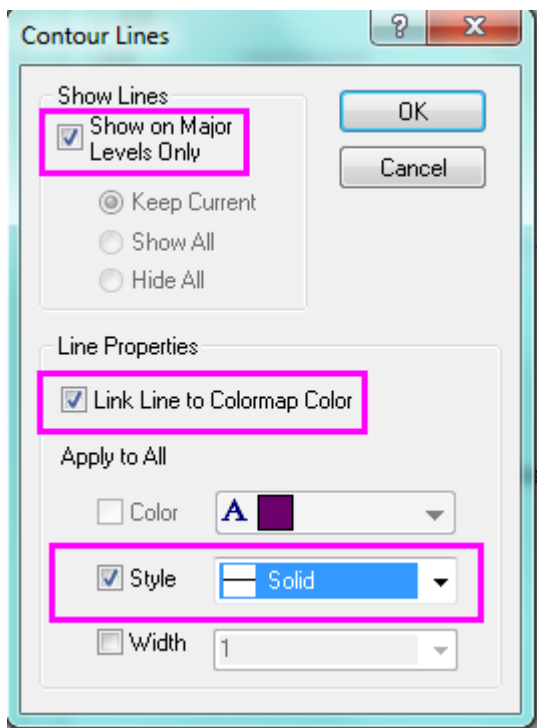 Contour Lines
?
X
Show Lines
Show on Major
Levels Only
OK
Cancel
Keep Current
Show All
Hide All
Line Properties
Link Line to Colormap Color
Apply to All
Color
A
Style
Solid
Width
1